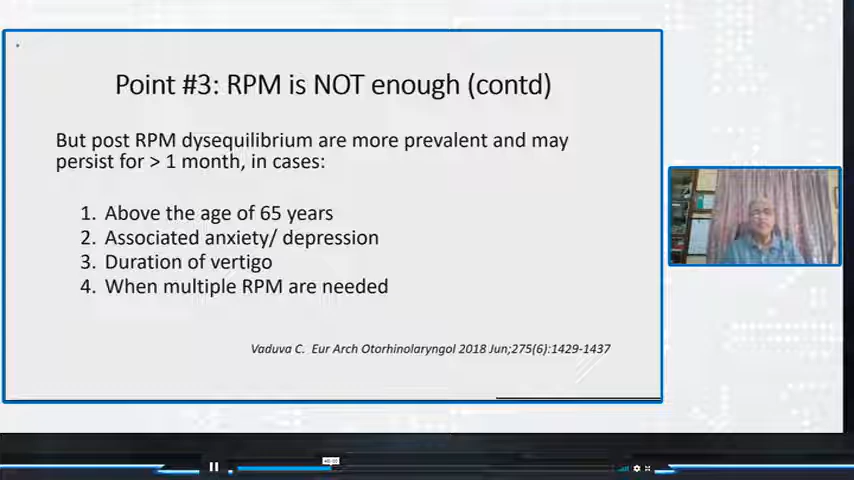 Point #3: RPM is NOT enough (contd)
But post RPM dysequilibrium are more prevalent and may
persist for > 1 month, in cases:
1. Above the age of 65 years
2. Associated anxiety/ depression
3. Duration of vertigo
4. When multiple RPM are needed
Vaduva C. Eur Arch Otorhinolaryngol 2018 Jun;275(6):1429-1437